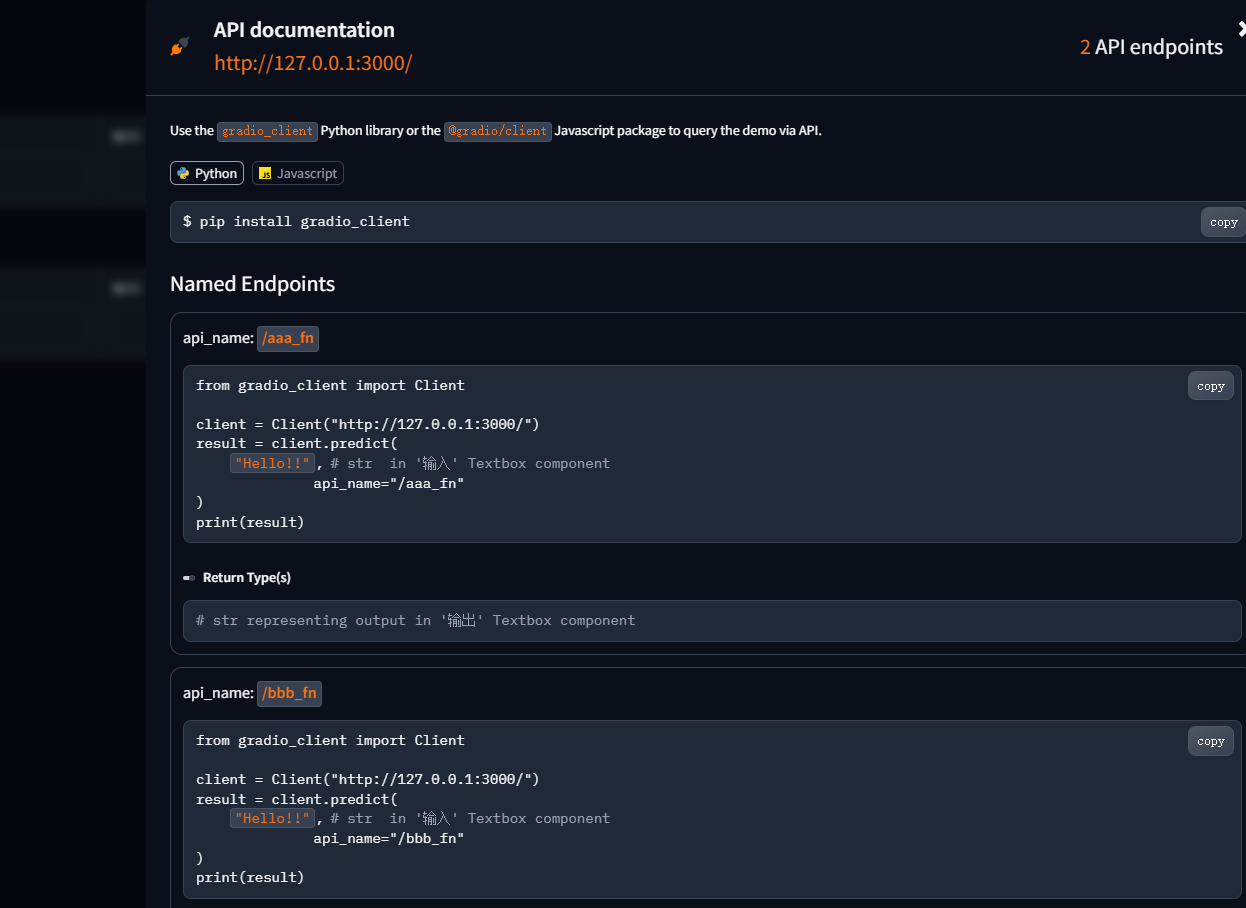 API documentation
http://127.0.0.1:3000/
2 API endpoints
Use the gradio_client Python library or the @gradio/client Javascript package to query the demo via API.
Python
JS Javascript
$ pip install gradio_client
copy
Named Endpoints
api_name: /aaa_fn
from gradio_client import Client
copy
client = Client("http://127.0.0.1:3000/")
result = client.predict(
"Hello!!", # str  in '输入' Textbox component
api_name="/aaa_fn"
)
print(result)
Return Type(s)
# str representing output in '输出' Textbox component
api_name: /bbb_fn
from gradio_client import Client
copy
client = Client("http://127.0.0.1:3000/")
result = client.predict(
"Hello!!", # str  in '输入' Textbox component
api_name="/bbb_fn"
)
print(result)